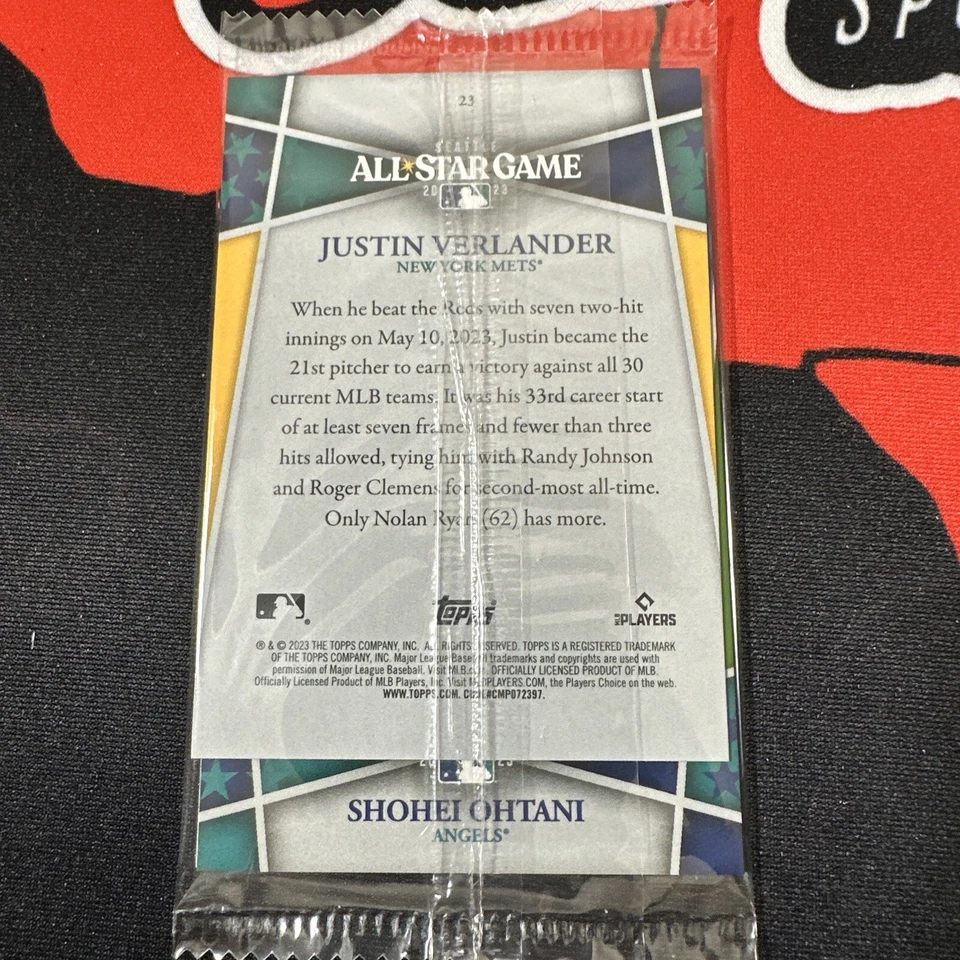 SP
23
SEATTLE
ALL STAR GAME
20 23
JUSTIN VERLANDER
NEW YORK METS®
When he beat the Reds with seven two-hit
innings on May 10, 2023, Justin became the
21st pitcher to earn a victory against all 30
current MLB teams. It was his 33rd career start
of at least seven frames and fewer than three
hits allowed, tying him with Randy Johnson
and Roger Clemens for second-most all-time.
Only Nolan Ryan (62) has more.
topps MLB PLAYERS
® & © 2023 THE TOPPS COMPANY, INC. ALL RIGHTS RESERVED. TOPPS IS A REGISTERED TRADEMARK
OF THE TOPPS COMPANY, INC. Major League Baseball trademarks and copyrights are used with
permission of Major League Baseball. Visit MLB.com. OFFICIALLY LICENSED PRODUCT OF MLB.
Officially Licensed Product of MLB Players, Inc. Visit MLBPLAYERS.COM, the Players Choice on the web.
WWW.TOPPS.COM. CODE#CMP072397.
2 23
SHOHEI OHTANI
ANGELS®